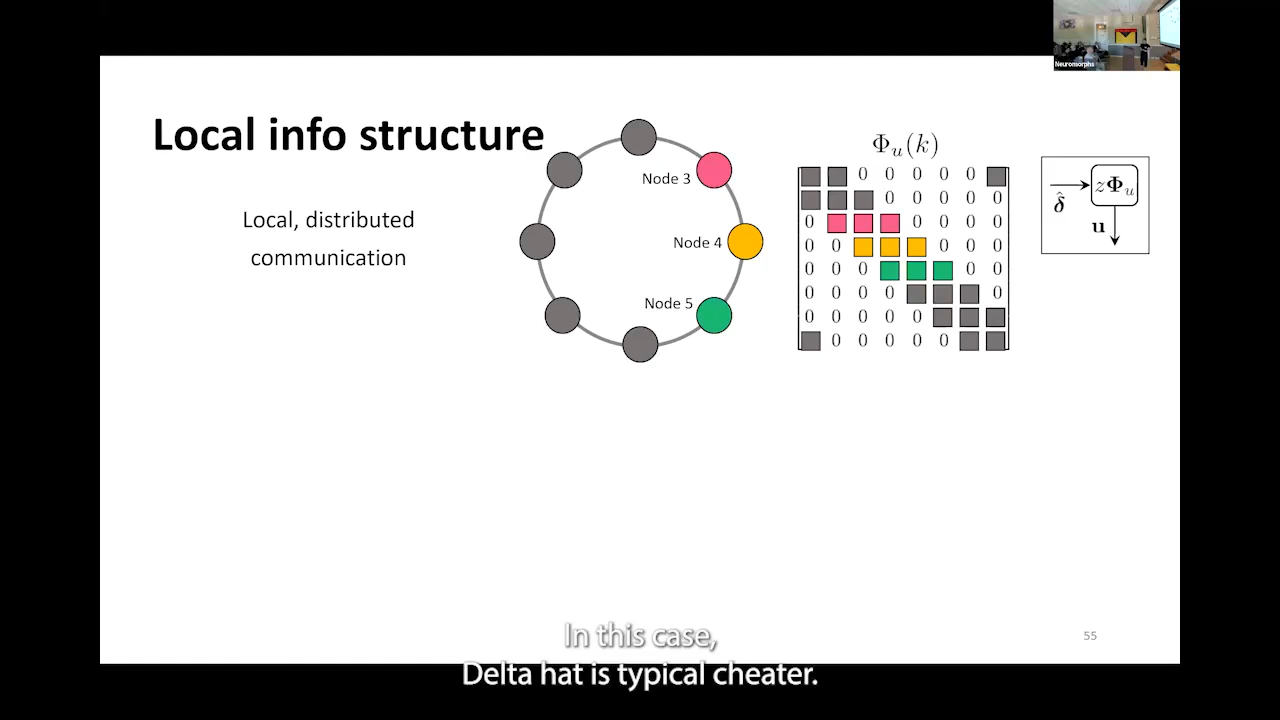 Neuromorphs
Local info structure
Local, distributed
communication
Node 3
Node 4
Node 5
Φᵤ(k)
0 0 0 0 0
0 0 0 0 0
0 0 0 0 0
0 0 0 0 0
0 0 0 0 0
0 0 0 0 0
0 0 0 0 0
0 0 0 0 0
δ̂
zΦᵤ
u
55
In this case,
Delta hat is typical cheater.